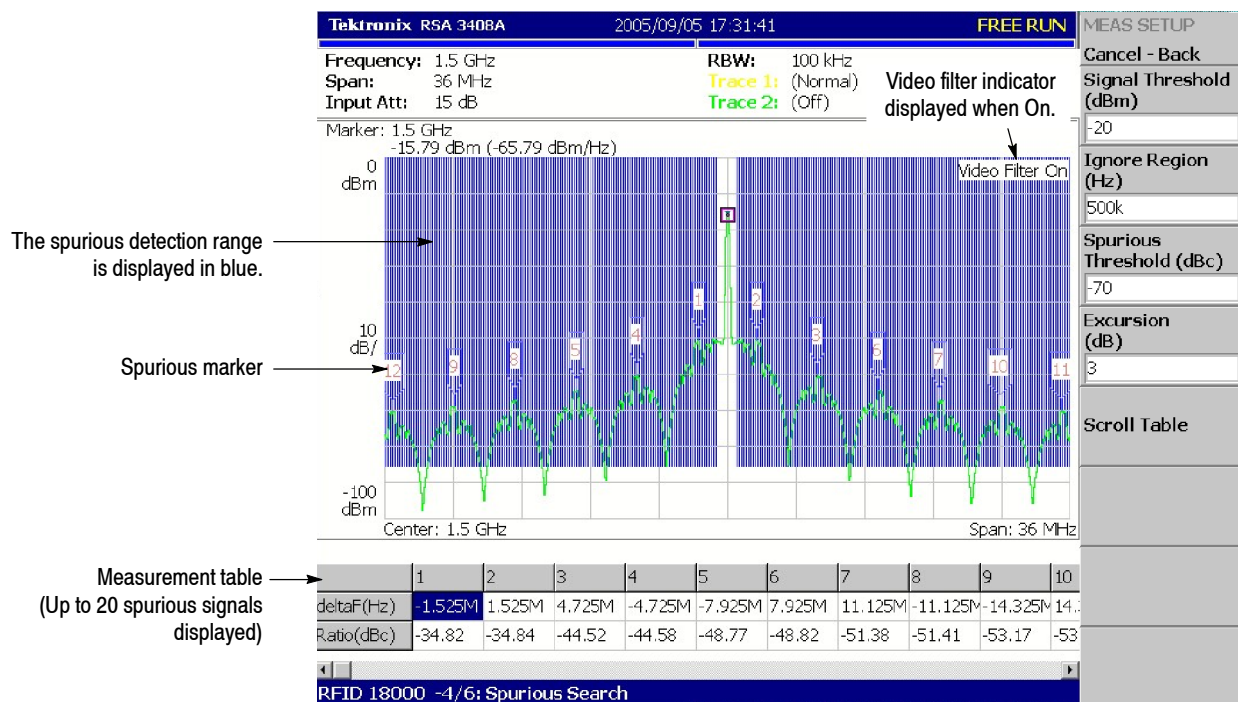 Tektronix RSA 3408A 2005/09/05 17:31:41 FREE RUN
Frequency: 1.5 GHz RBW: 100 kHz
Span: 36 MHz Trace 1: (Normal)
Input Att: 15 dB Trace 2: (Off)
Video filter indicator
displayed when On.
Marker: 1.5 GHz
-15.79 dBm (-65.79 dBm/Hz)
0
dBm
Video Filter On
The spurious detection range
is displayed in blue.
10
dB/
Spurious marker
12 9 8 5 4 1 2 3 6 7 10 11
-100
dBm
Center: 1.5 GHz Span: 36 MHz
Measurement table
(Up to 20 spurious signals
displayed)
1 2 3 4 5 6 7 8 9 10
deltaF(Hz) -1.525M 1.525M 4.725M -4.725M -7.925M 7.925M 11.125M -11.125M -14.325M 14.
Ratio(dBc) -34.82 -34.84 -44.52 -44.58 -48.77 -48.82 -51.38 -51.41 -53.17 -53
RFID 18000 -4/6: Spurious Search
MEAS SETUP
Cancel - Back
Signal Threshold
(dBm)
-20
Ignore Region
(Hz)
500k
Spurious
Threshold (dBc)
-70
Excursion
(dB)
3
Scroll Table